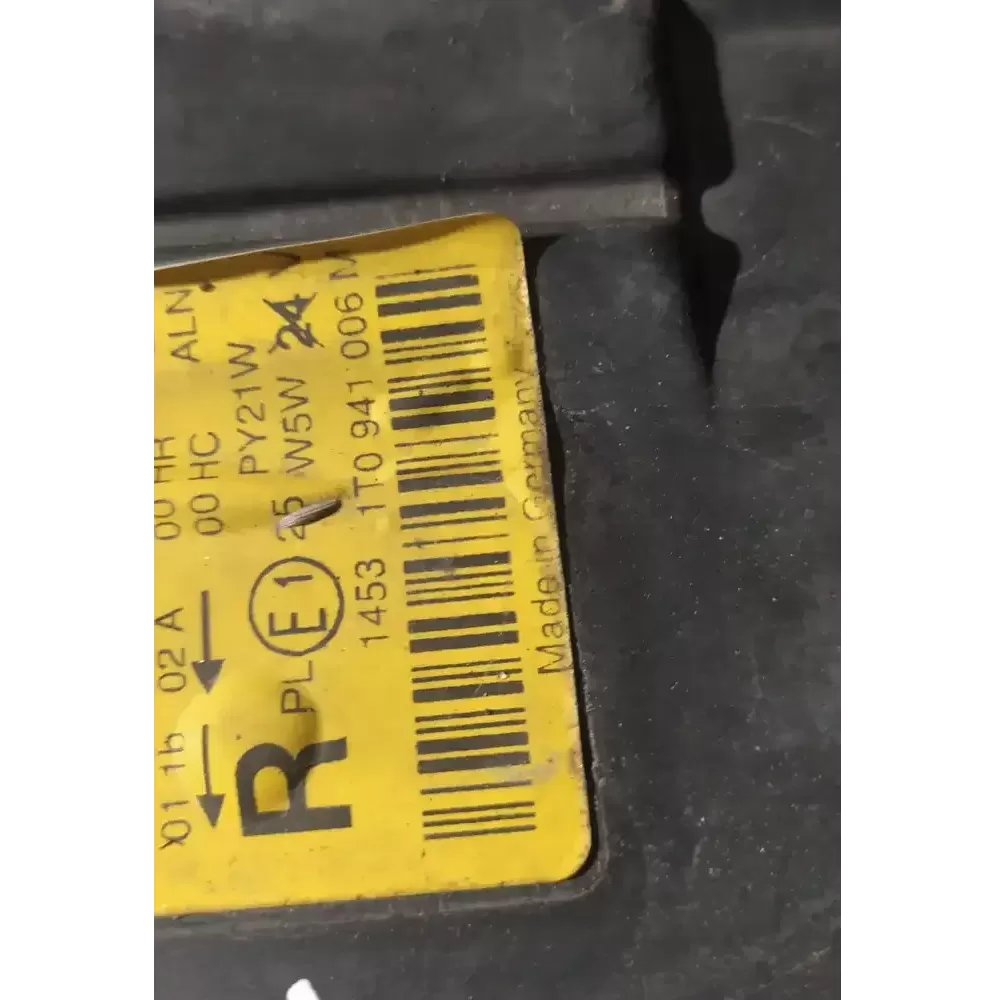 X01 1b 02 A 00 HR
00 HC ALN
R PL E1 25 PY21W
W5W 24 V
1453 1T0 941 006 M
Made in Germany